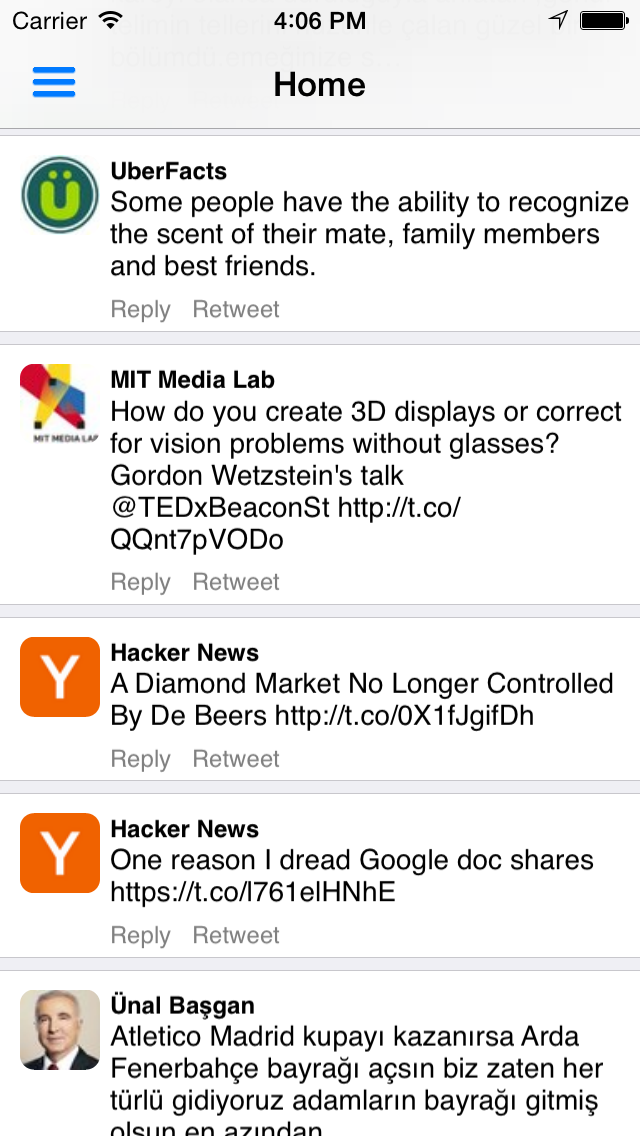 Carrier 4:06 PM
Home
UberFacts
Some people have the ability to recognize
the scent of their mate, family members
and best friends.
Reply Retweet
MIT MEDIA LAB
MIT Media Lab
How do you create 3D displays or correct
for vision problems without glasses?
Gordon Wetzstein's talk
@TEDxBeaconSt http://t.co/
QQnt7pVODo
Reply Retweet
Y
Hacker News
A Diamond Market No Longer Controlled
By De Beers http://t.co/0X1fJgifDh
Reply Retweet
Y
Hacker News
One reason I dread Google doc shares
https://t.co/l761elHNhE
Reply Retweet
Ünal Başgan
Atletico Madrid kupayı kazanırsa Arda
Fenerbahçe bayrağı açsın biz zaten her
türlü gidiyoruz adamların bayrağı gitmiş
olsun en azından